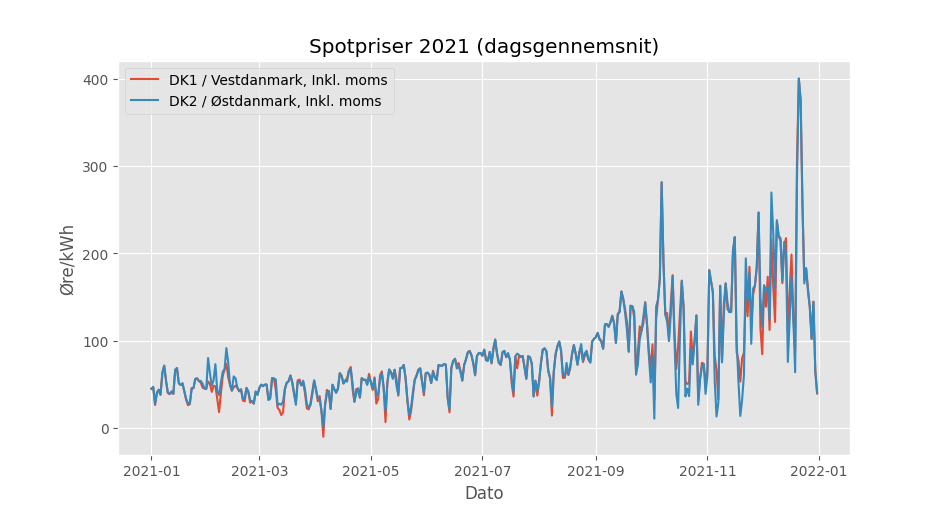 Spotpriser 2021 (dagsgennemsnit)
DK1 / Vestdanmark, Inkl. moms
DK2 / Østdanmark, Inkl. moms
400
300
200
100
0
Øre/kWh
2021-01 2021-03 2021-05 2021-07 2021-09 2021-11 2022-01
Dato